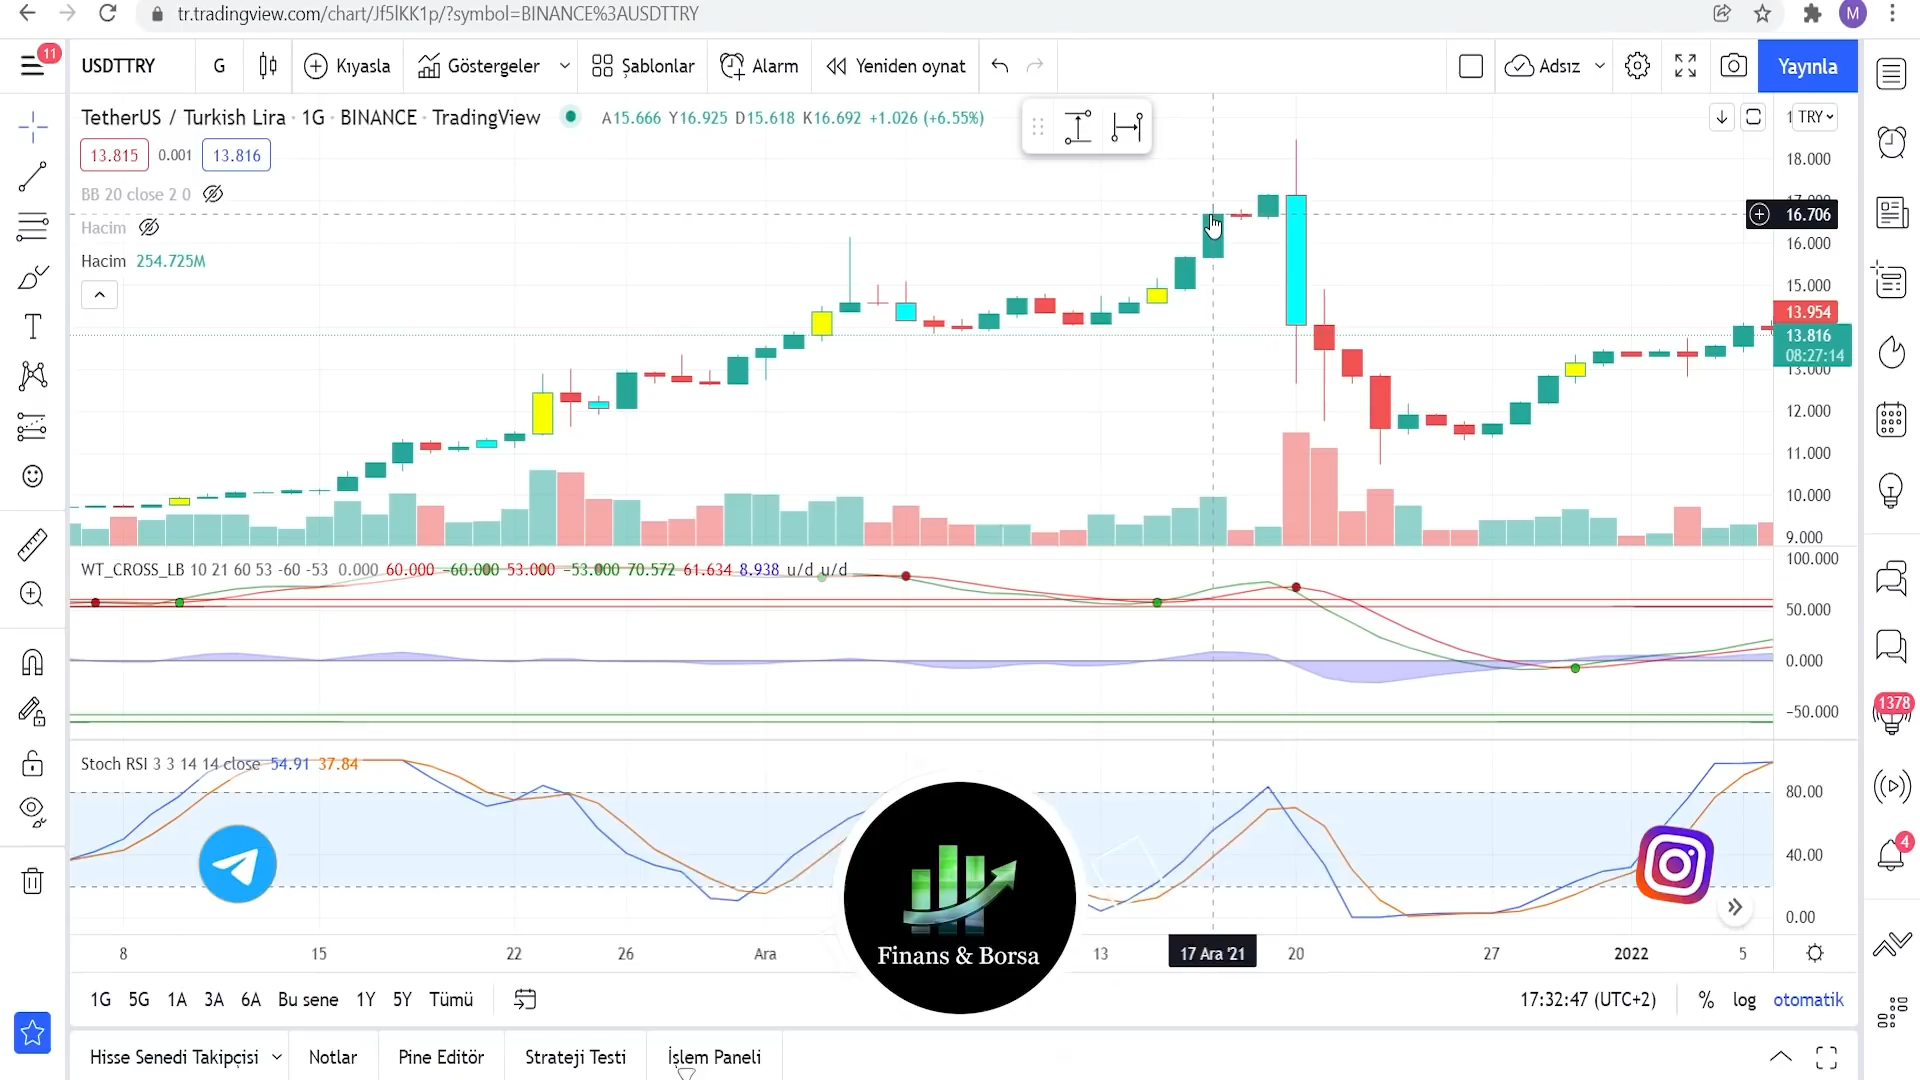 tr.tradingview.com/chart/Jf5lKK1p/?symbol=BINANCE%3AUSDTTRY
M
11
USDTTRY G Kıyasla Göstergeler Şablonlar Alarm Yeniden oynat Adsız Yayınla
TetherUS / Turkish Lira · 1G · BINANCE · TradingView A15.666 Y16.925 D15.618 K16.692 +1.026 (+6.55%)
TRY
13.815 0.001 13.816
BB 20 close 2 0
Hacim
Hacim 254.725M
18.000
16.706
16.000
15.000
13.954
13.816
08:27:14
13.000
12.000
11.000
10.000
9.000
WT_CROSS_LB 10 21 60 53 -60 -53 0.000 60.000 −60.000 53.000 −53.000 70.572 61.634 8.938 u/d u/d
100.000
50.000
0.000
−50.000
1378
Stoch RSI 3 3 14 14 close 54.91 37.84
80.00
40.00
0.00
4
Finans & Borsa
8 15 22 26 Ara 13 17 Ara '21 20 27 2022 5
1G 5G 1A 3A 6A Bu sene 1Y 5Y Tümü 17:32:47 (UTC+2) % log otomatik
Hisse Senedi Takipçisi Notlar Pine Editör Strateji Testi İşlem Paneli